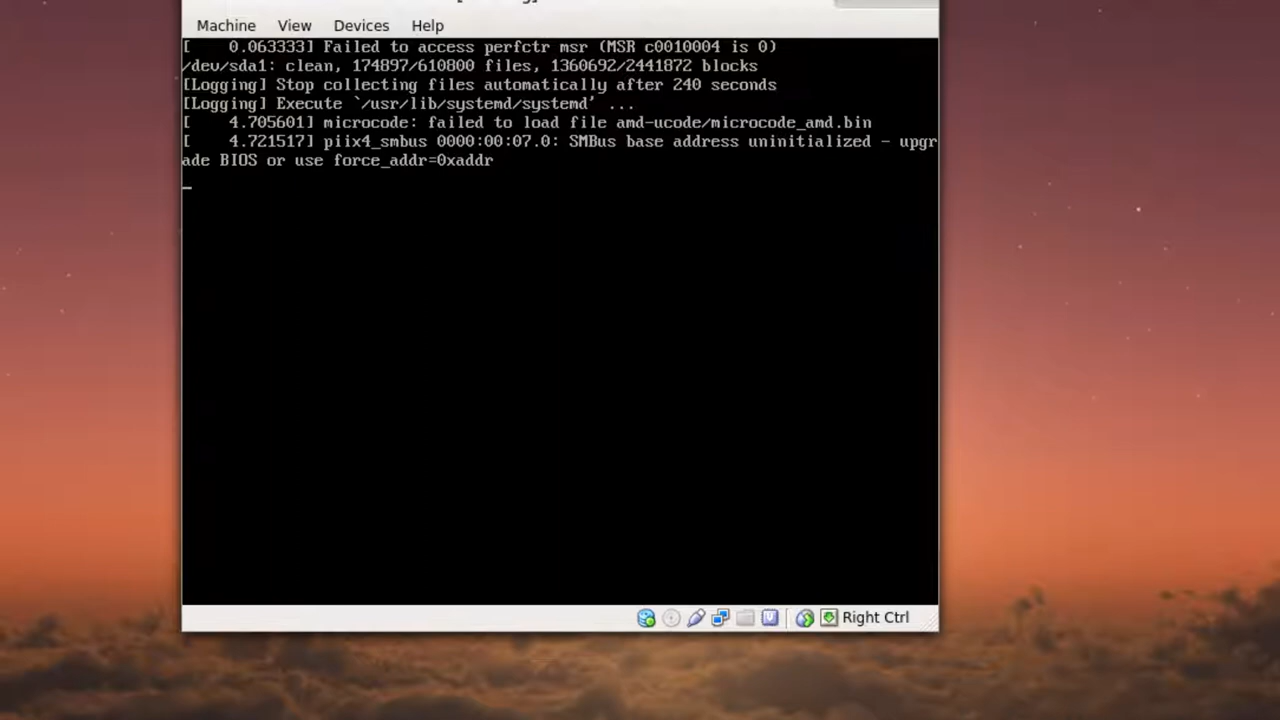 Machine View Devices Help
[    0.063333] Failed to access perfctr msr (MSR c0010004 is 0)
/dev/sda1: clean, 174897/610800 files, 1360692/2441872 blocks
[Logging] Stop collecting files automatically after 240 seconds
[Logging] Execute `/usr/lib/systemd/systemd' ...
[    4.705601] microcode: failed to load file amd-ucode/microcode_amd.bin
[    4.721517] piix4_smbus 0000:00:07.0: SMBus base address uninitialized - upgr
ade BIOS or use force_addr=0xaddr
Right Ctrl